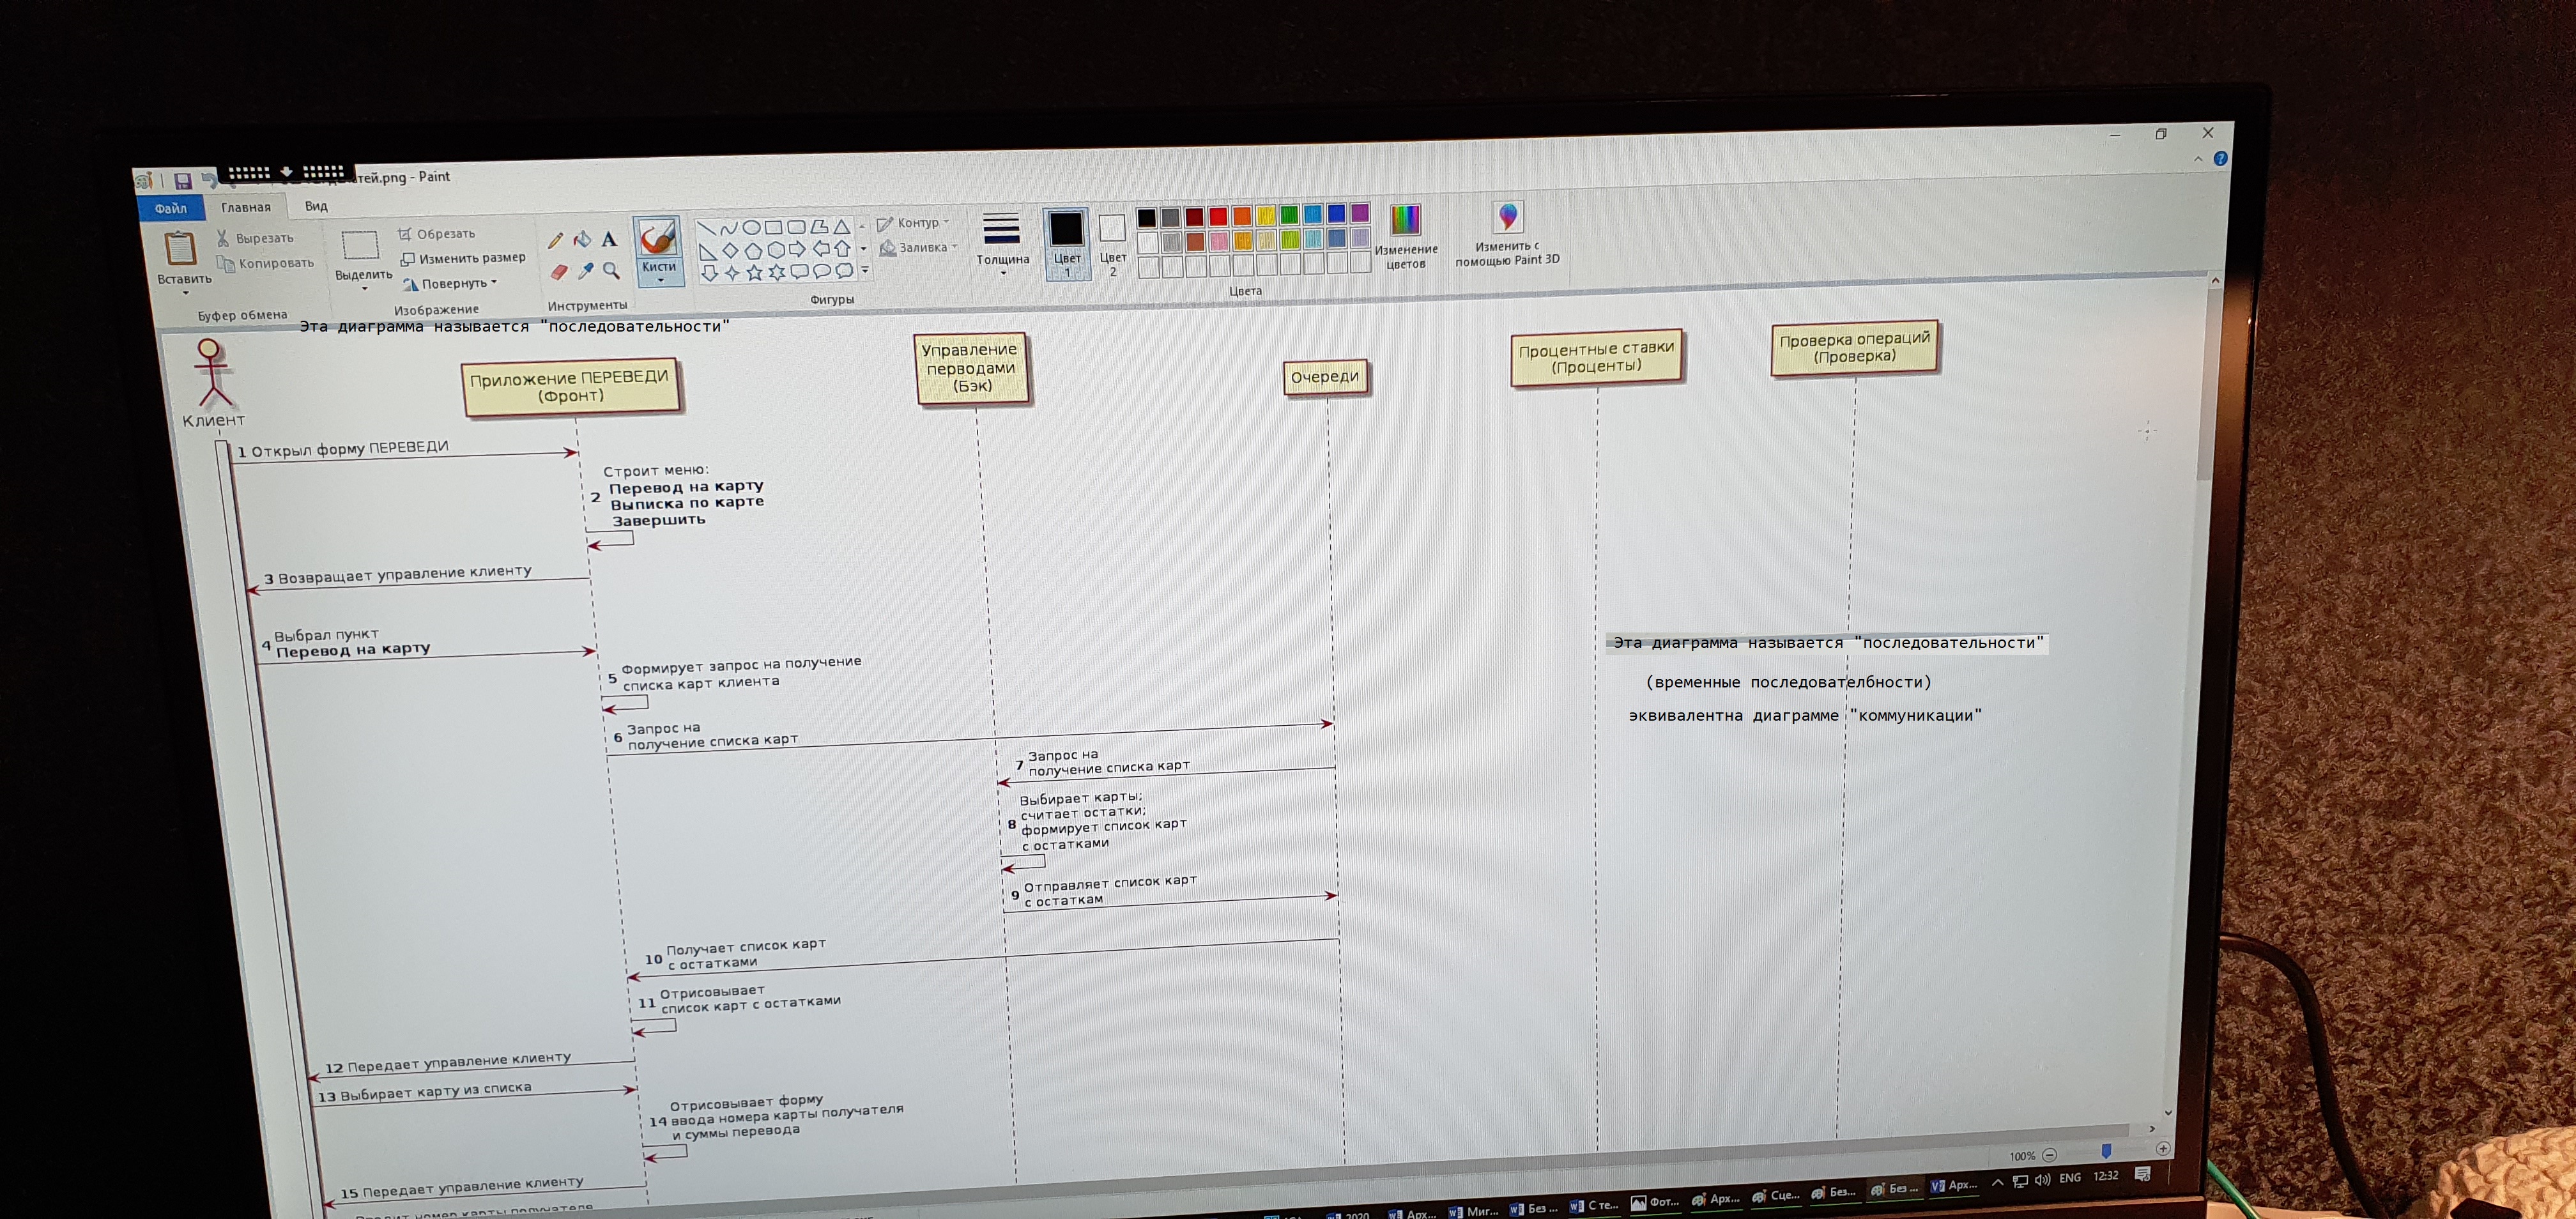 тей.png - Paint
Файл
Главная
Вид
Вставить
Вырезать
Копировать
Буфер обмена
Выделить
Обрезать
Изменить размер
Повернуть
Изображение
A
Инструменты
Кисти
Контур
Заливка
Фигуры
Толщина
Цвет
1
Цвет
2
Цвета
Изменение
цветов
Изменить с
помощью Paint 3D
Эта диаграмма называется "последовательности"
Клиент
Приложение ПЕРЕВЕДИ
(Фронт)
Управление
перводами
(Бэк)
Очереди
Процентные ставки
(Проценты)
Проверка операций
(Проверка)
1 Открыл форму ПЕРЕВЕДИ
Строит меню:
2 Перевод на карту
Выписка по карте
Завершить
3 Возвращает управление клиенту
4 Выбрал пункт
Перевод на карту
5 Формирует запрос на получение
списка карт клиента
6 Запрос на
получение списка карт
Эта диаграмма называется "последовательности"
(временные последователбности)
эквивалентна диаграмме "коммуникации"
7 Запрос на
получение списка карт
Выбирает карты;
считает остатки;
8 формирует список карт
с остатками
9 Отправляет список карт
с остаткам
10 Получает список карт
с остатками
11 Отрисовывает
список карт с остатками
12 Передает управление клиенту
13 Выбирает карту из списка
Отрисовывает форму
14 ввода номера карты получателя
и суммы перевода
15 Передает управление клиенту
номер карты получателя
100%
2020
Арх...
Миг...
Без ...
С те...
Фот...
Арх...
Сце...
Без...
Без ...
Арх...
ENG
12:32